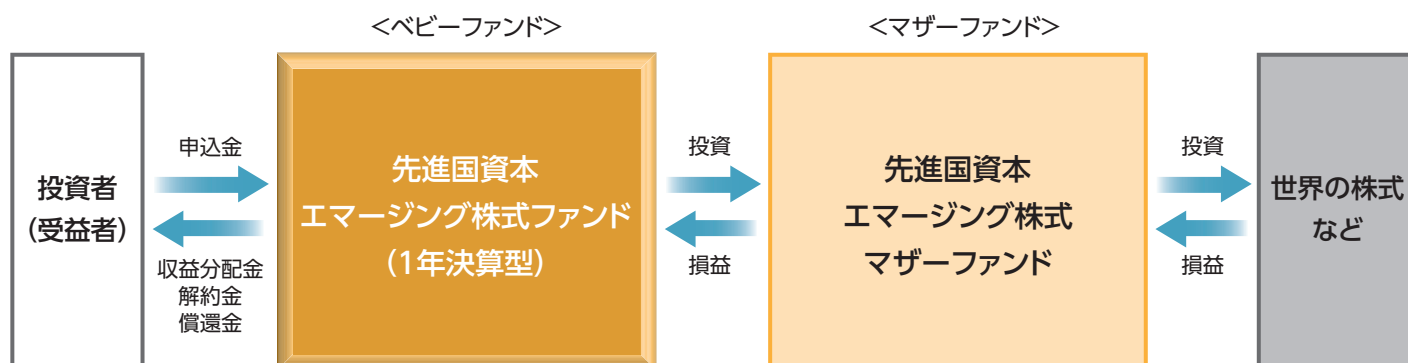 <ベビーファンド>
<マザーファンド>
投資者
(受益者)
申込金
収益分配金
解約金
償還金
先進国資本
エマージング株式ファンド
(1年決算型)
投資
損益
先進国資本
エマージング株式
マザーファンド
投資
損益
世界の株式
など